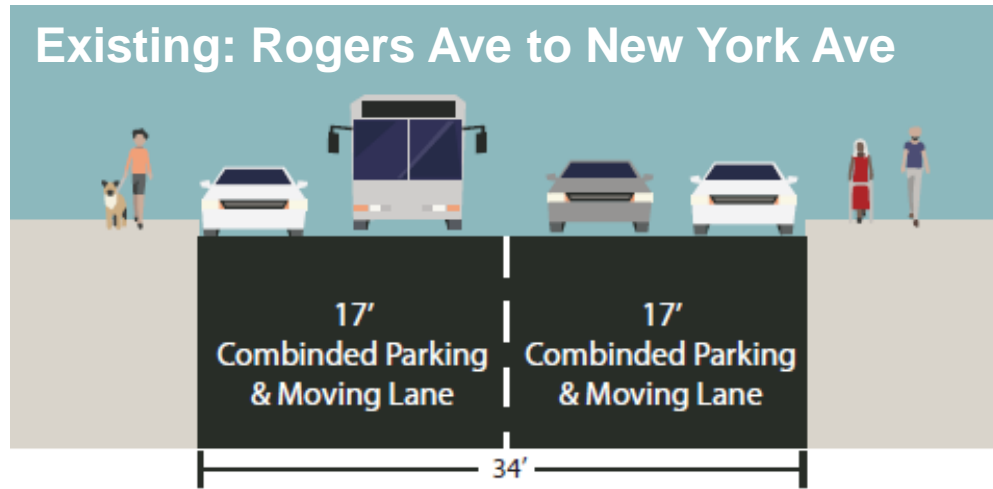 Existing: Rogers Ave to New York Ave
17′
Combinded Parking
& Moving Lane
17′
Combinded Parking
& Moving Lane
34′